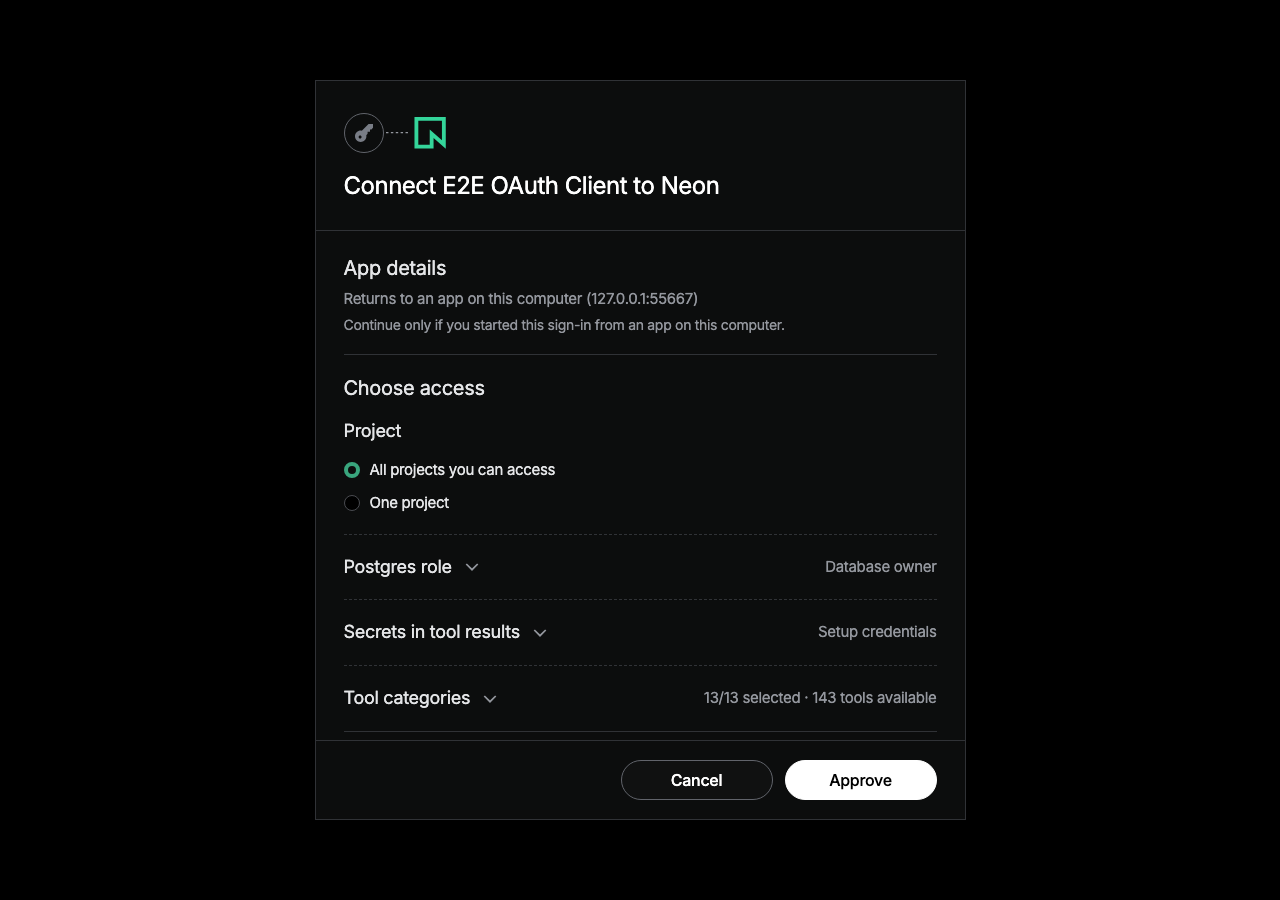 Connect E2E OAuth Client to Neon
App details
Returns to an app on this computer (127.0.0.1:55667)
Continue only if you started this sign-in from an app on this computer.
Choose access
Project
All projects you can access
One project
Postgres role
Database owner
Secrets in tool results
Setup credentials
Tool categories
13/13 selected · 143 tools available
Cancel
Approve